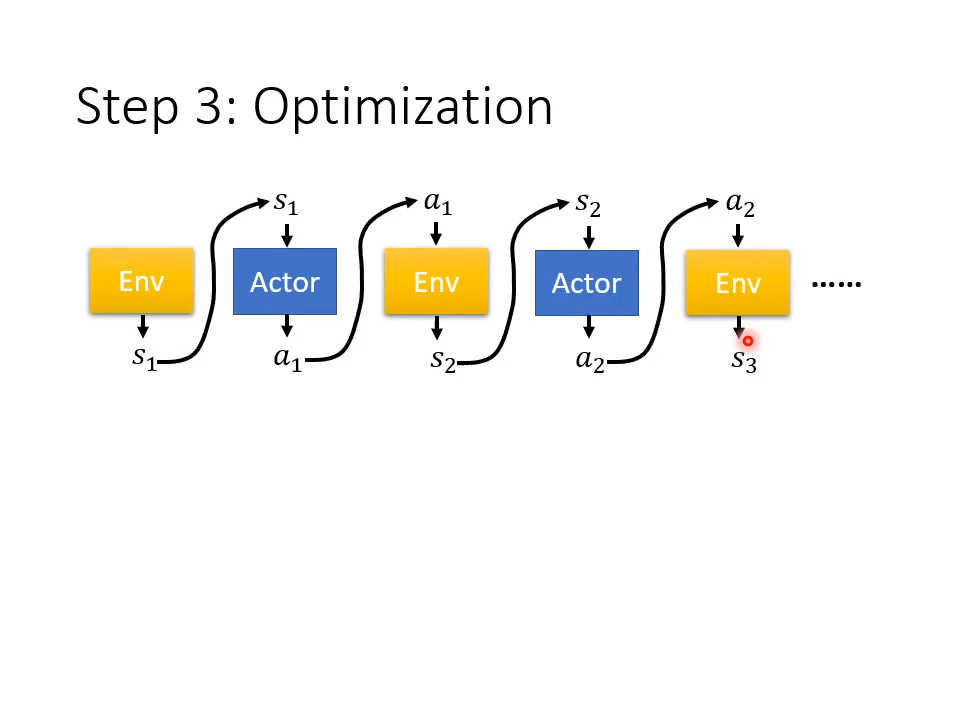 Step 3: Optimization
s₁ a₁ s₂ a₂
Env Actor Env Actor Env ……
s₁ a₁ s₂ a₂ s₃